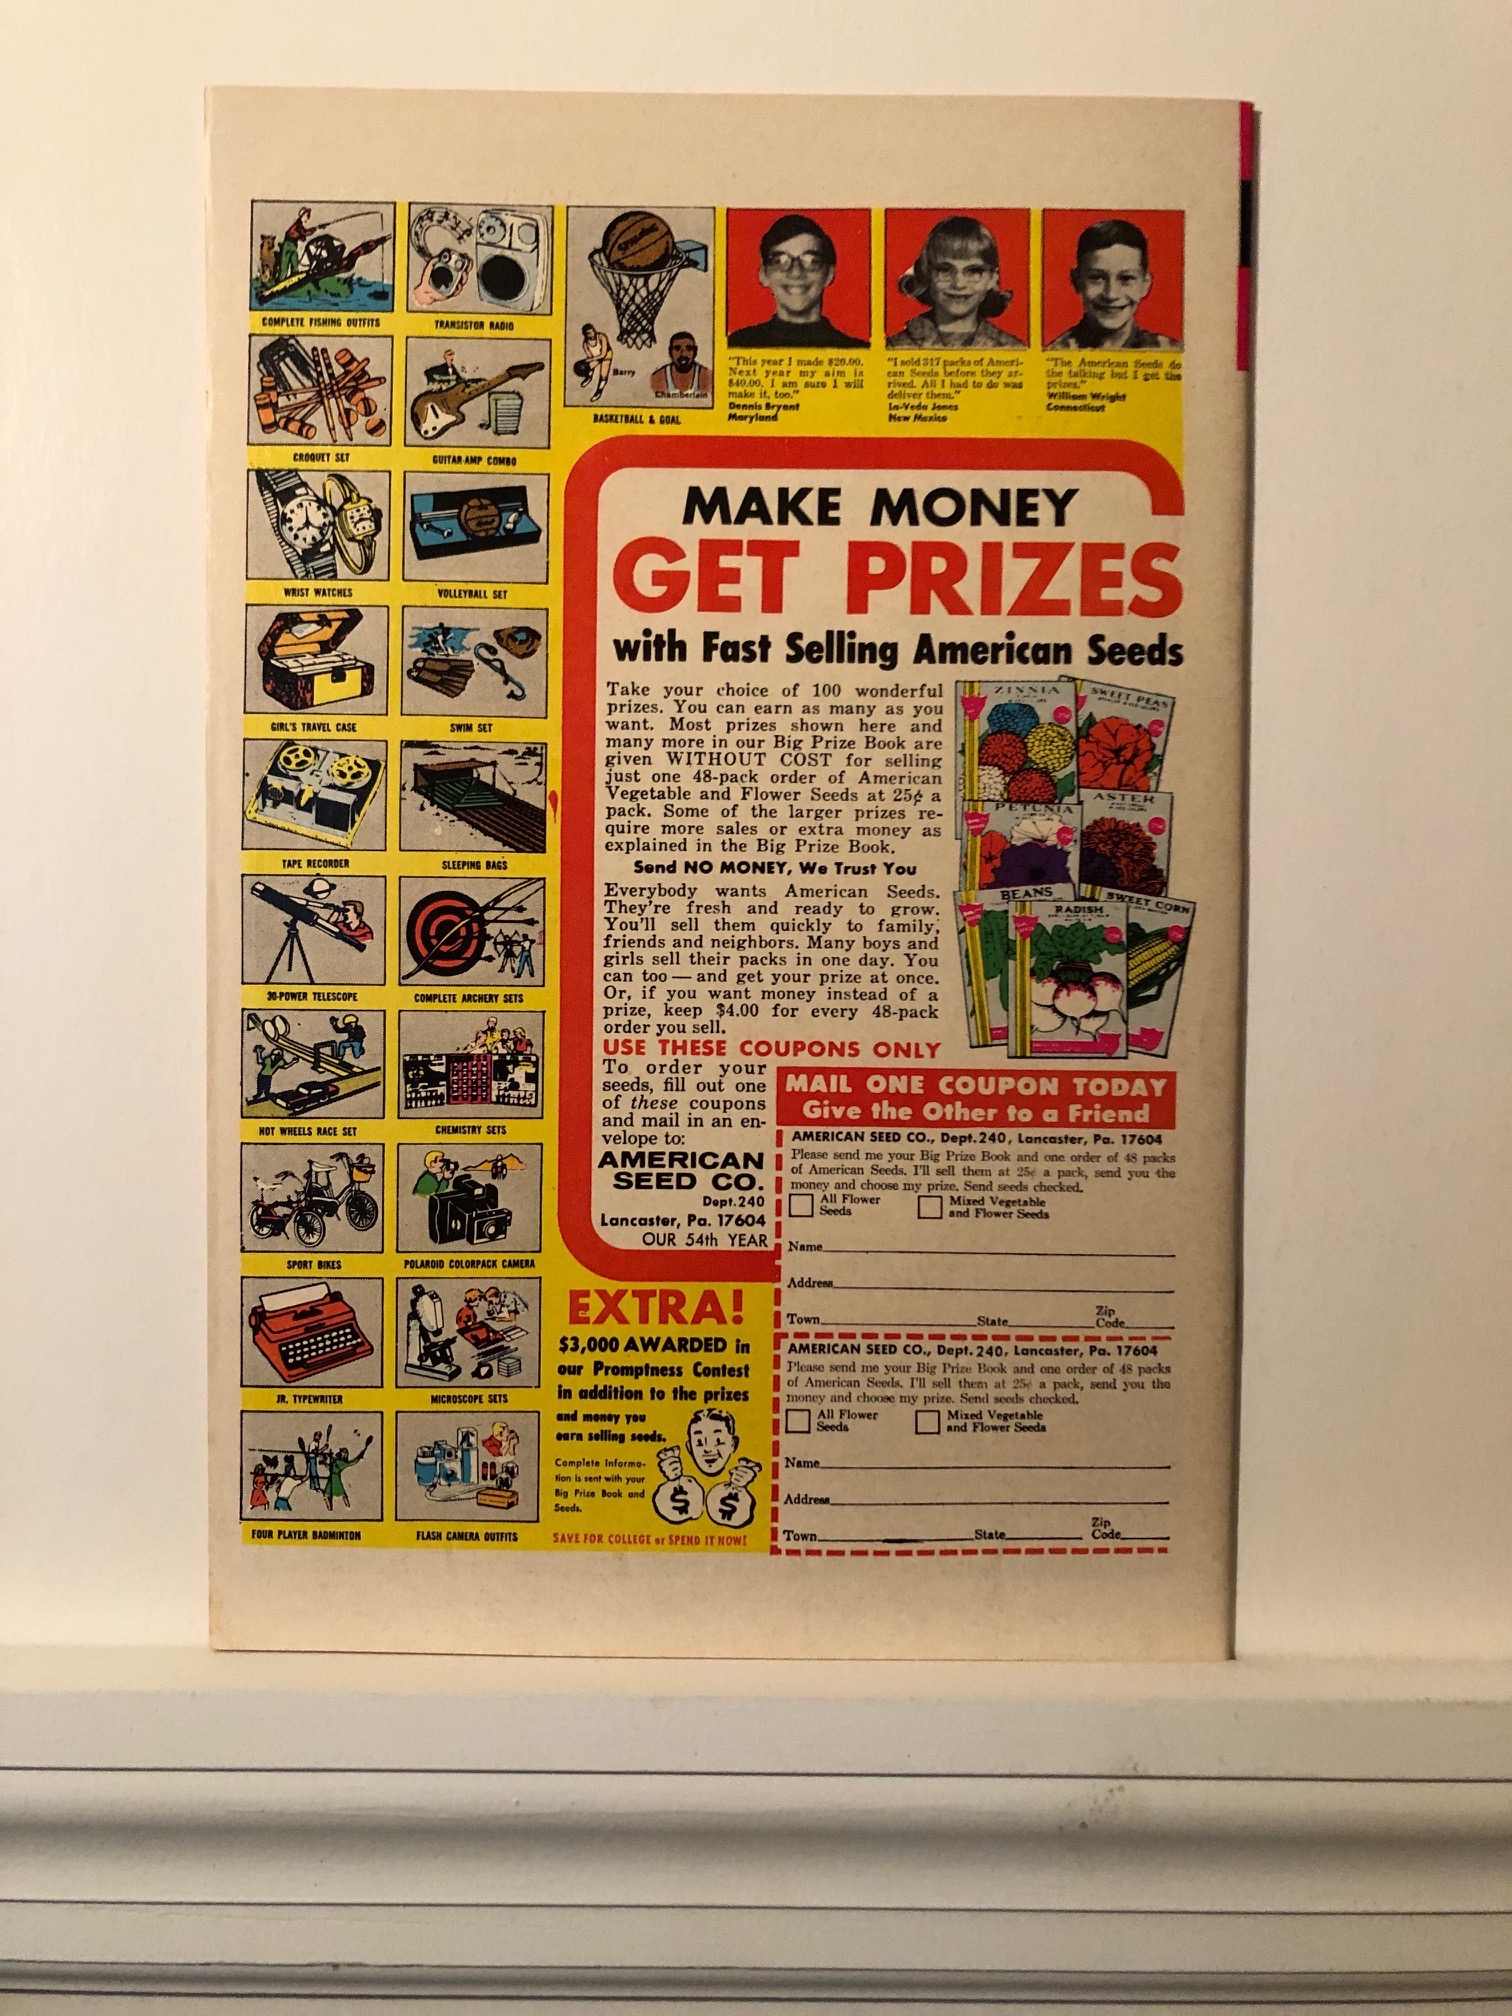 COMPLETE FISHING OUTFITS
TRANSISTOR RADIO
Spalding
Barry
Chamberlain
BASKETBALL & GOAL
"This year I made $20.00.
Next year my aim is
$40.00. I am sure I will
make it, too."
Dennis Bryant
Maryland
"I sold 317 packs of Ameri-
can Seeds before they ar-
rived. All I had to do was
deliver them."
La-Veda Jones
New Mexico
"The American Seeds do
the talking but I get the
prizes."
William Wright
Connecticut
CROQUET SET
GUITAR-AMP COMBO
WRIST WATCHES
VOLLEYBALL SET
GIRL'S TRAVEL CASE
SWIM SET
TAPE RECORDER
SLEEPING BAGS
30-POWER TELESCOPE
COMPLETE ARCHERY SETS
HOT WHEELS RACE SET
CHEMISTRY SETS
SPORT BIKES
POLAROID COLORPACK CAMERA
JR. TYPEWRITER
MICROSCOPE SETS
FOUR PLAYER BADMINTON
FLASH CAMERA OUTFITS
MAKE MONEY
GET PRIZES
with Fast Selling American Seeds
Take your choice of 100 wonderful
prizes. You can earn as many as you
want. Most prizes shown here and
many more in our Big Prize Book are
given WITHOUT COST for selling
just one 48-pack order of American
Vegetable and Flower Seeds at 25¢ a
pack. Some of the larger prizes re-
quire more sales or extra money as
explained in the Big Prize Book.
Send NO MONEY, We Trust You
Everybody wants American Seeds.
They're fresh and ready to grow.
You'll sell them quickly to family,
friends and neighbors. Many boys and
girls sell their packs in one day. You
can too — and get your prize at once.
Or, if you want money instead of a
prize, keep $4.00 for every 48-pack
order you sell.
USE THESE COUPONS ONLY
To order your
seeds, fill out one
of these coupons
and mail in an en-
velope to:
AMERICAN
SEED CO.
Dept.240
Lancaster, Pa. 17604
OUR 54th YEAR
ZINNIA
SWEET PEAS
PETUNIA
ASTER
BEANS
RADISH
SWEET CORN
MAIL ONE COUPON TODAY
Give the Other to a Friend
AMERICAN SEED CO., Dept.240, Lancaster, Pa. 17604
Please send me your Big Prize Book and one order of 48 packs
of American Seeds. I'll sell them at 25¢ a pack, send you the
money and choose my prize. Send seeds checked.
All Flower
Seeds
Mixed Vegetable
and Flower Seeds
Name
Address
Town State Zip
Code
AMERICAN SEED CO., Dept. 240, Lancaster, Pa. 17604
Please send me your Big Prize Book and one order of 48 packs
of American Seeds. I'll sell them at 25¢ a pack, send you the
money and choose my prize. Send seeds checked.
All Flower
Seeds
Mixed Vegetable
and Flower Seeds
Name
Address
Town State Zip
Code
EXTRA!
$3,000 AWARDED in
our Promptness Contest
in addition to the prizes
and money you
earn selling seeds.
Complete Informa-
tion is sent with your
Big Prize Book and
Seeds.
$ $
SAVE FOR COLLEGE or SPEND IT NOW!